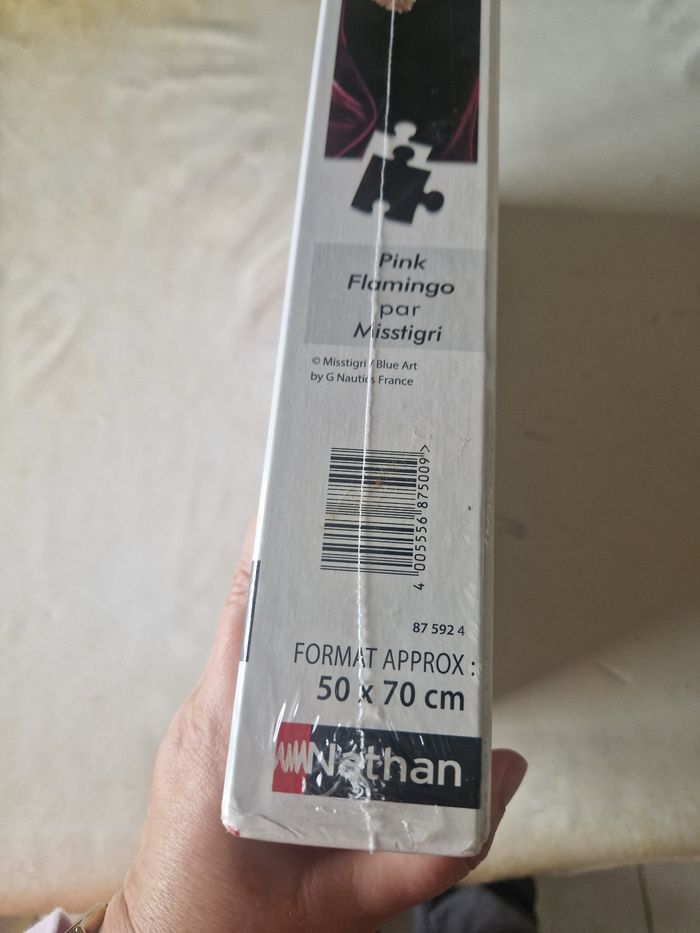 Pink
Flamingo
par
Misstigri
© Misstigri / Blue Art
by G Nautics France
4 005556 875009 >
87 592 4
FORMAT APPROX :
50 x 70 cm
Nathan